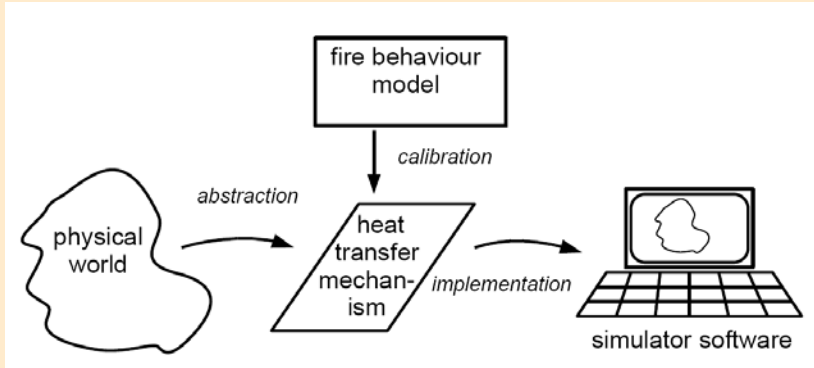 fire behaviour
model
calibration
abstraction
physical
world
heat
transfer
mechan-
ism
implementation
simulator software